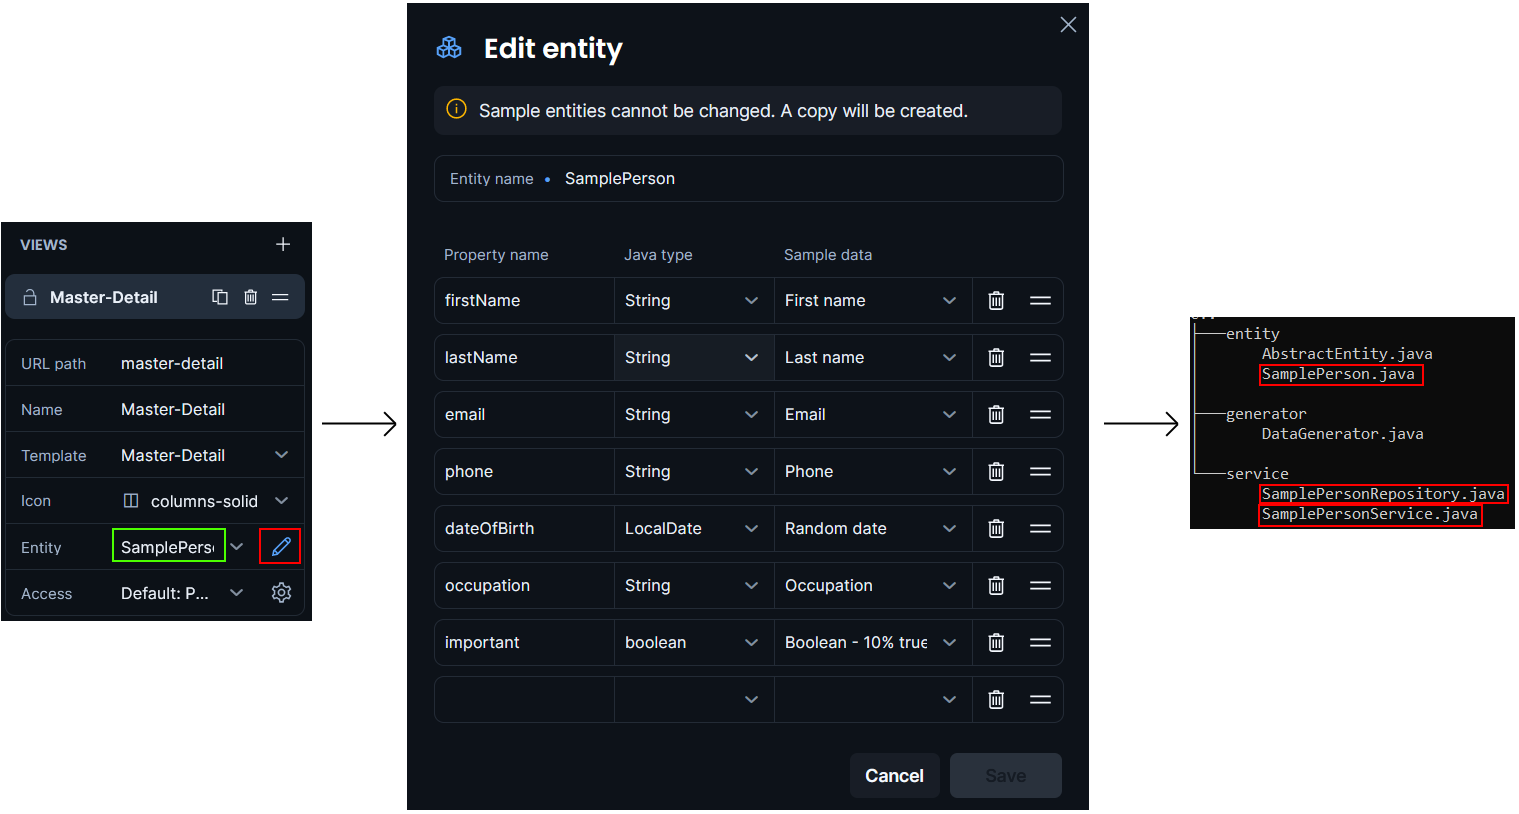 VIEWS
Master-Detail
URL path master-detail
Name Master-Detail
Template Master-Detail
Icon columns-solid
Entity SamplePerso
Access Default: P...
Edit entity
Sample entities cannot be changed. A copy will be created.
Entity name • SamplePerson
Property name Java type Sample data
firstName String First name
lastName String Last name
email String Email
phone String Phone
dateOfBirth LocalDate Random date
occupation String Occupation
important boolean Boolean - 10% true
Cancel Save
entity
AbstractEntity.java
SamplePerson.java
generator
DataGenerator.java
service
SamplePersonRepository.java
SamplePersonService.java